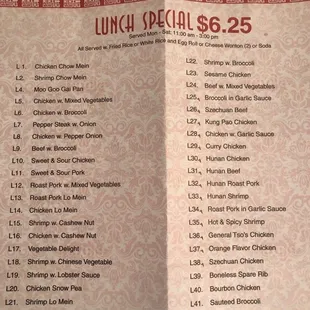 LUNCH SPECIAL $6.25
Served Mon - Sat: 11:00 am - 3:00 pm
All Served w. Fried Rice or White Rice and Egg Roll or Cheese Wonton (2) or Soda
L 1. Chicken Chow Mein
L2. Shrimp Chow Mein
L4. Moo Goo Gai Pan
L5. Chicken w. Mixed Vegetables
L6. Chicken w. Broccoli
L7. Pepper Steak w. Onion
L8. Chicken w. Pepper Onion
L9. Beef w. Broccoli
L10. Sweet & Sour Chicken
L11. Sweet & Sour Pork
L12. Roast Pork w. Mixed Vegetables
L13. Roast Pork Lo Mein
L14. Chicken Lo Mein
L15. Shrimp w. Cashew Nut
L16. Chicken w. Cashew Nut
L17. Vegetable Delight
L18. Shrimp w. Chinese Vegetable
L19. Shrimp w. Lobster Sauce
L20. Chicken Snow Pea
L21. Shrimp Lo Mein
L22. Shrimp w. Broccoli
L23. Sesame Chicken
L24. Beef w. Mixed Vegetables
L25. Broccoli in Garlic Sauce
L26. Szechuan Beef
L27. Kung Pao Chicken
L28. Chicken w. Garlic Sauce
L29. Curry Chicken
L30. Hunan Chicken
L31. Hunan Beef
L32. Hunan Roast Pork
L33. Hunan Shrimp
L34. Roast Pork in Garlic Sauce
L35. Hot & Spicy Shrimp
L36. General Tso's Chicken
L37. Orange Flavor Chicken
L38. Szechuan Chicken
L39. Boneless Spare Rib
L40. Bourbon Chicken
L41. Sauteed Broccoli